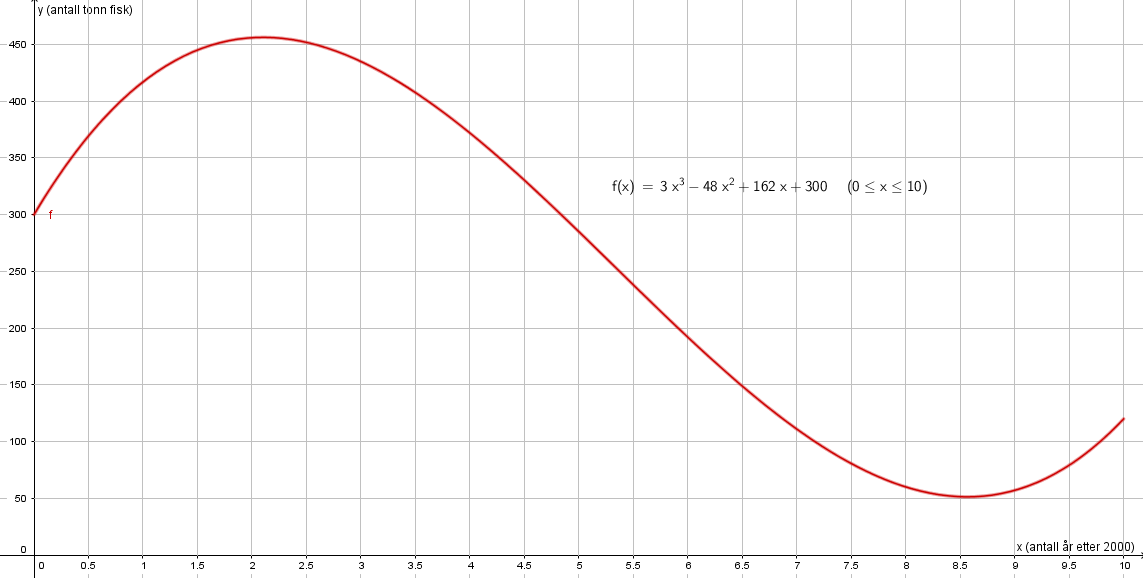 y (antall tonn fisk)
450
400
350
f(x) = 3 x³ − 48 x² + 162 x + 300 (0 ≤ x ≤ 10)
300
f
250
200
150
100
50
0
x (antall år etter 2000)
0 0.5 1 1.5 2 2.5 3 3.5 4 4.5 5 5.5 6 6.5 7 7.5 8 8.5 9 9.5 10